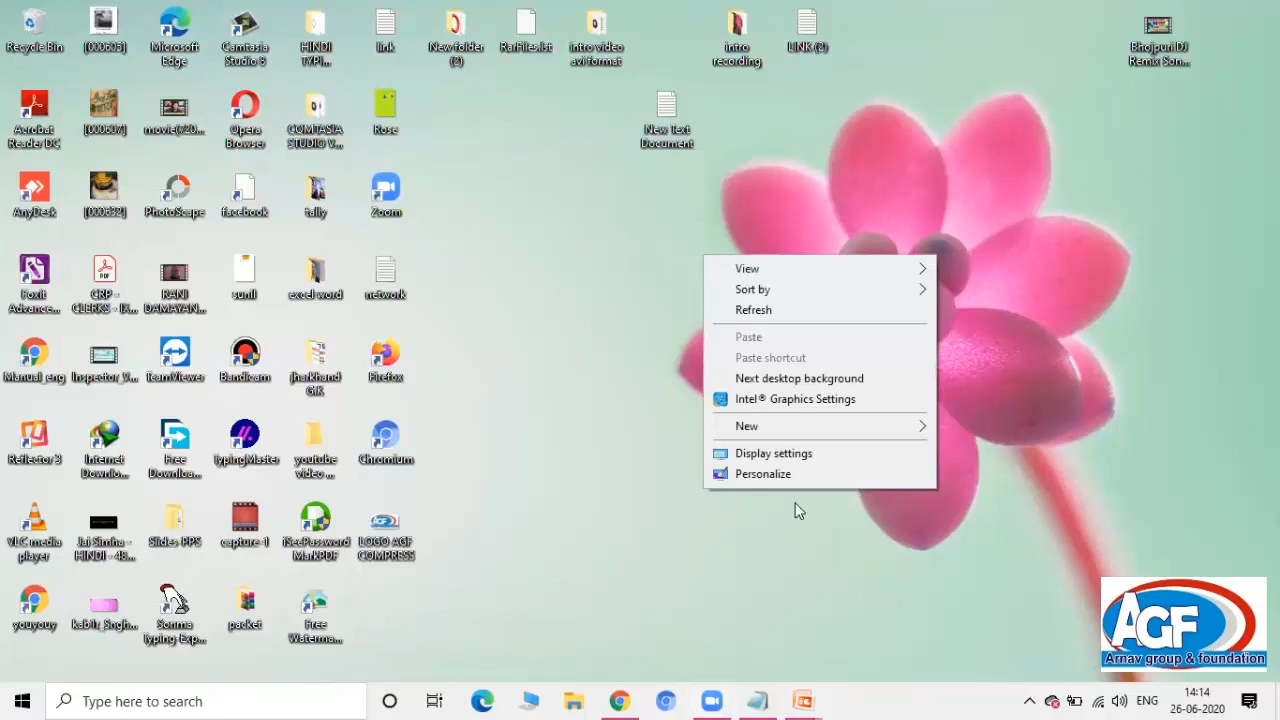 Recycle Bin
[000605]
Microsoft
Edge
Camtasia
Studio 8
HINDI
TYPI...
link
New folder
(2)
RarFiles.lst
intro video
avi format
intro
recording
LINK (2)
Bhojpuri DJ
Remix Son...
Acrobat
Reader DC
[000607]
movie(720...
Opera
Browser
COMTASIA
STUDIO V...
Rose
New Text
Document
AnyDesk
[000632]
PhotoScape
facebook
tally
Zoom
Foxit
Advance...
CRP -
CLERKS - IX...
RANI
DAMAYAN...
sunil
excel word
network
Manual_eng
Inspector_V...
TeamViewer
Bandicam
jharkhand
GK
Firefox
Reflector 3
Internet
Downlo...
Free
Downloa...
TypingMaster
youtube
video ...
Chromium
VLC media
player
Jai Simha -
HINDI - 48...
Slides-PPS
capture-1
iSeePassword
MarkPDF
LOGO AGF
COMPRESS
youyouy
kabiR_Sngh...
Sonma
Typing-Exp...
packet
Free
Waterma...
View
Sort by
Refresh
Paste
Paste shortcut
Next desktop background
Intel® Graphics Settings
New
Display settings
Personalize
AGF
Arnav group & foundation
Type here to search
ENG
14:14
26-06-2020